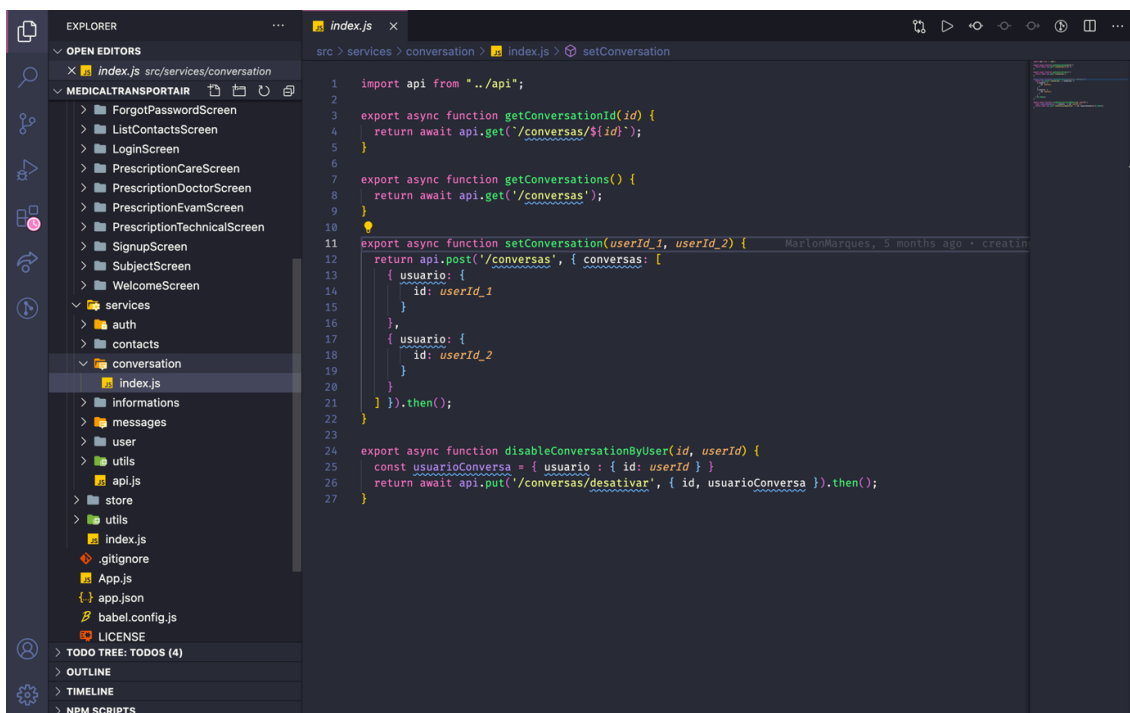 EXPLORER
OPEN EDITORS
index.js src/services/conversation
MEDICALTRANSPORTAIR
ForgotPasswordScreen
ListContactsScreen
LoginScreen
PrescriptionCareScreen
PrescriptionDoctorScreen
PrescriptionEvamScreen
PrescriptionTechnicalScreen
SignupScreen
SubjectScreen
WelcomeScreen
services
auth
contacts
conversation
index.js
informations
messages
user
utils
api.js
store
utils
index.js
.gitignore
App.js
app.json
babel.config.js
LICENSE
TODO TREE: TODOS (4)
OUTLINE
TIMELINE
NPM SCRIPTS
index.js
src > services > conversation > index.js > setConversation
1 import api from "../api";
2
3 export async function getConversationId(id) {
4 return await api.get(`/conversas/${id}`);
5 }
6
7 export async function getConversations() {
8 return await api.get('/conversas');
9 }
10
11 export async function setConversation(userId_1, userId_2) { MarlonMarques, 5 months ago • creatin
12 return api.post('/conversas', { conversas: [
13 { usuario: {
14 id: userId_1
15 }
16 },
17 { usuario: {
18 id: userId_2
19 }
20 }
21 ] }).then();
22 }
23
24 export async function disableConversationByUser(id, userId) {
25 const usuarioConversa = { usuario : { id: userId } }
26 return await api.put('/conversas/desativar', { id, usuarioConversa }).then();
27 }